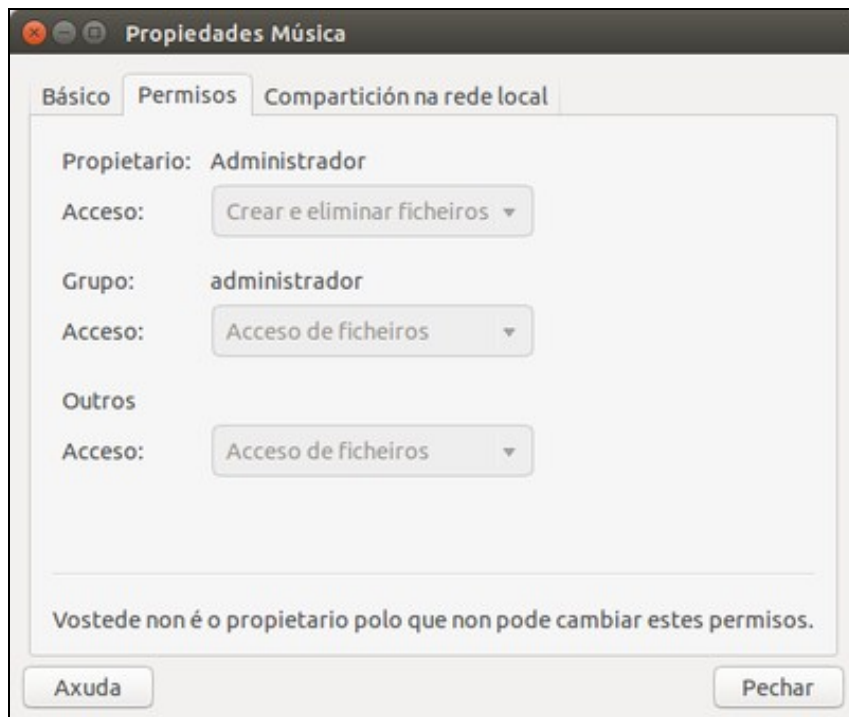 Propiedades Música
Básico Permisos Compartición na rede local
Propietario: Administrador
Acceso: Crear e eliminar ficheiros
Grupo: administrador
Acceso: Acceso de ficheiros
Outros
Acceso: Acceso de ficheiros
Vostede non é o propietario polo que non pode cambiar estes permisos.
Axuda Pechar